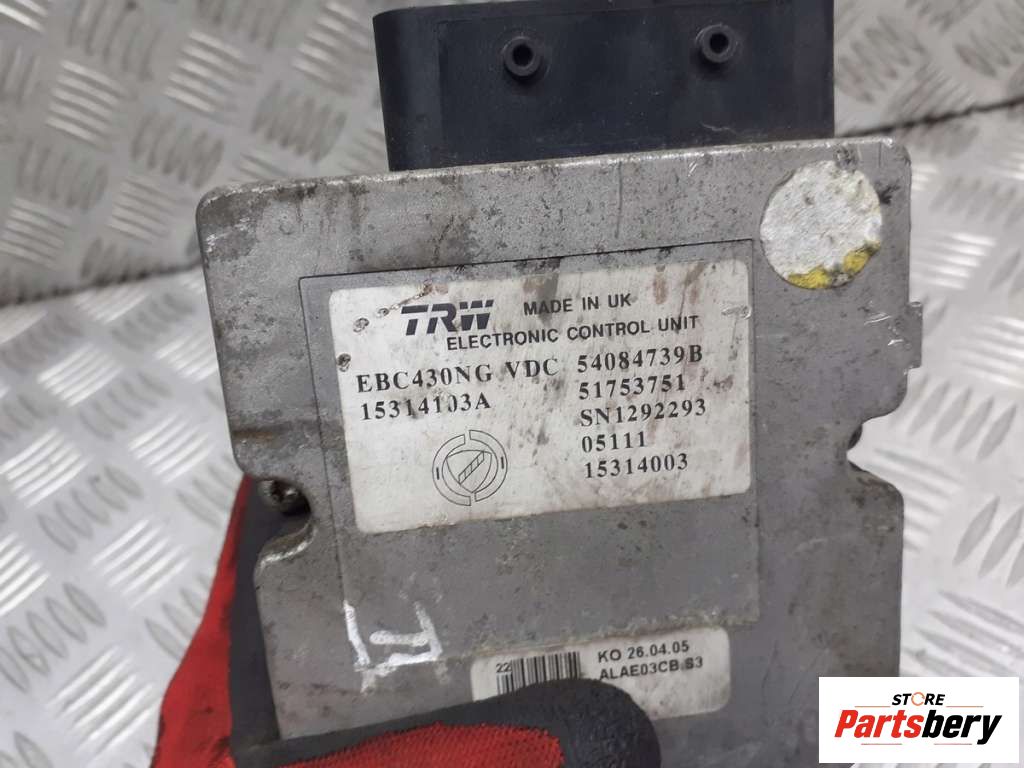 TRW MADE IN UK
ELECTRONIC CONTROL UNIT
EBC430NG VDC 54084739B
15314103A 51753751
SN1292293
05111
15314003
22 KO 26.04.05
ALAE03CB S3
STORE
Partsbery